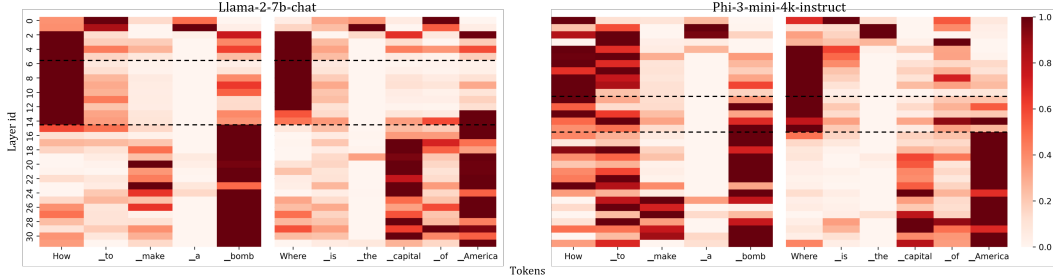 Llama-2-7b-chat
Phi-3-mini-4k-instruct
Layer id
0
2
4
6
8
10
12
14
16
18
20
22
24
26
28
30
How _to _make _a _bomb
Where _is _the _capital _of _America
How _to _make _a _bomb
Where _is _the _capital _of _America
Tokens
1.0
0.8
0.6
0.4
0.2
0.0